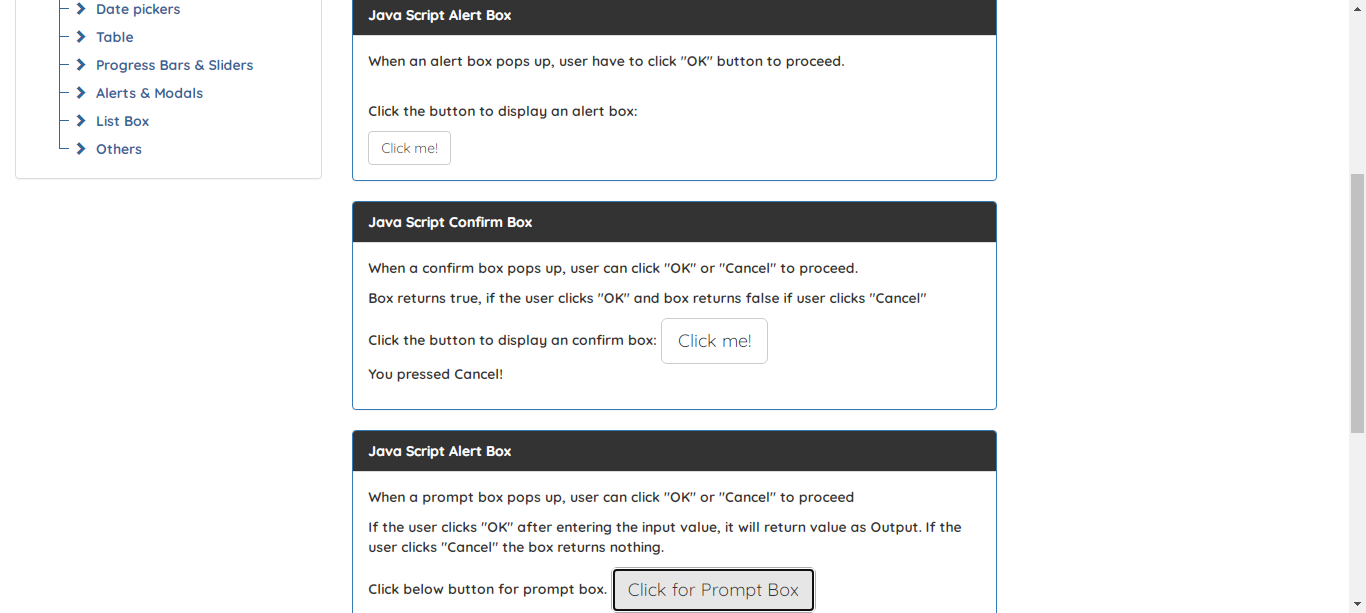 Date pickers
Table
Progress Bars & Sliders
Alerts & Modals
List Box
Others
Java Script Alert Box
When an alert box pops up, user have to click "OK" button to proceed.
Click the button to display an alert box:
Click me!
Java Script Confirm Box
When a confirm box pops up, user can click "OK" or "Cancel" to proceed.
Box returns true, if the user clicks "OK" and box returns false if user clicks "Cancel"
Click the button to display an confirm box: Click me!
You pressed Cancel!
Java Script Alert Box
When a prompt box pops up, user can click "OK" or "Cancel" to proceed
If the user clicks "OK" after entering the input value, it will return value as Output. If the
user clicks "Cancel" the box returns nothing.
Click below button for prompt box. Click for Prompt Box